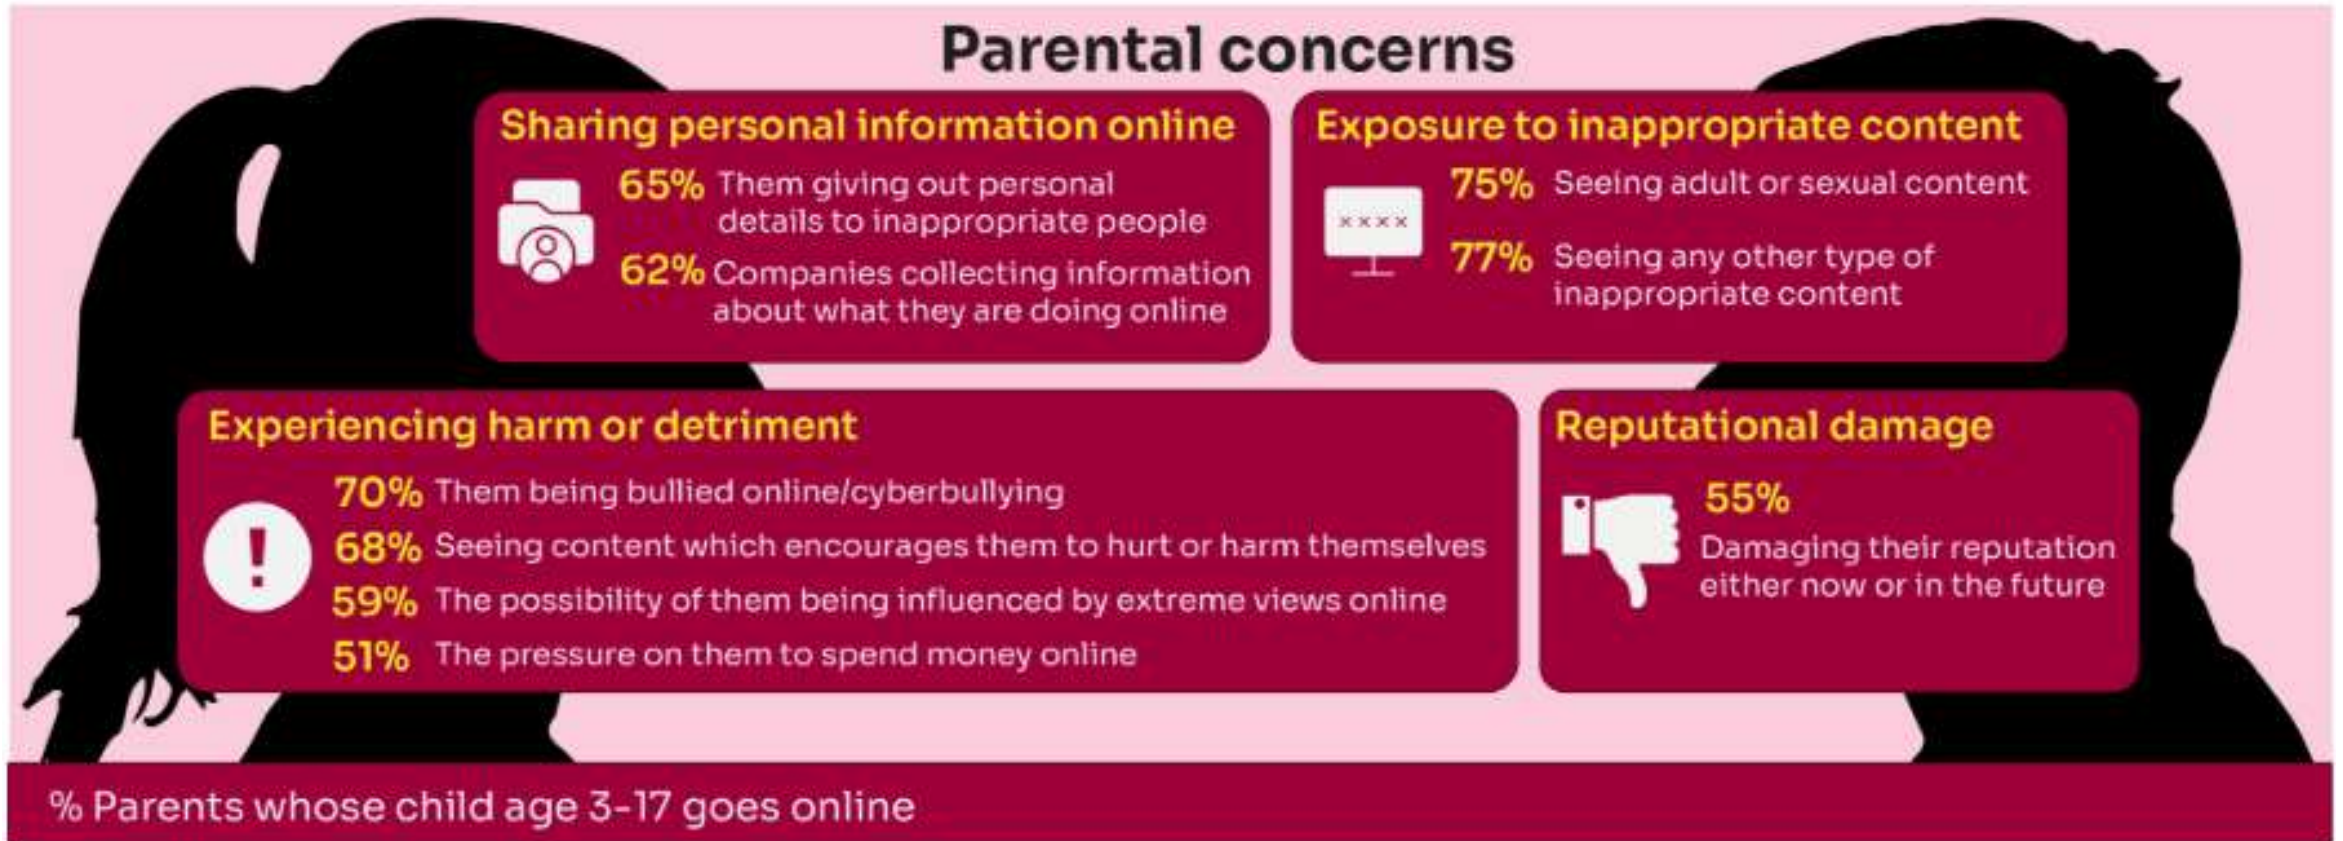 Parental concerns
Sharing personal information online
65% Them giving out personal
details to inappropriate people
62% Companies collecting information
about what they are doing online
Exposure to inappropriate content
xxxx
75% Seeing adult or sexual content
77% Seeing any other type of
inappropriate content
Experiencing harm or detriment
!
70% Them being bullied online/cyberbullying
68% Seeing content which encourages them to hurt or harm themselves
59% The possibility of them being influenced by extreme views online
51% The pressure on them to spend money online
Reputational damage
55%
Damaging their reputation
either now or in the future
% Parents whose child age 3-17 goes online